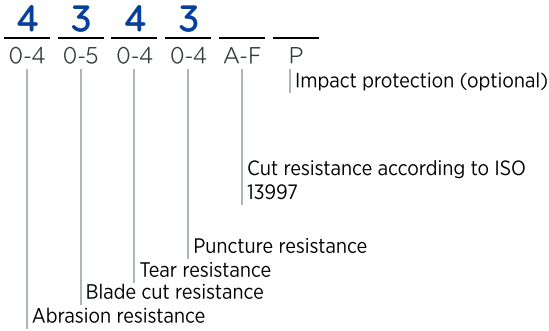 4 3 4 3
0-4 0-5 0-4 0-4 A-F P
Impact protection (optional)
Cut resistance according to ISO
13997
Puncture resistance
Tear resistance
Blade cut resistance
Abrasion resistance